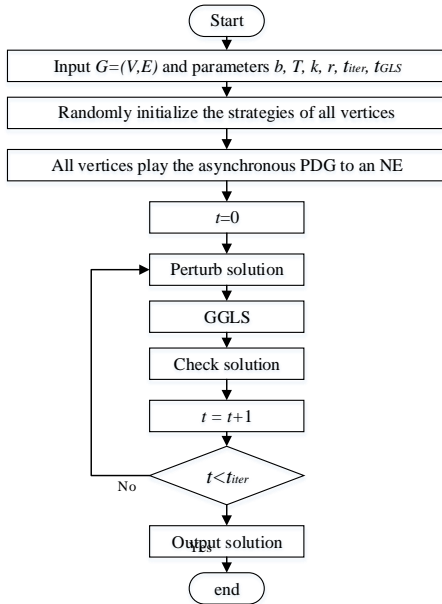 Start
Input G=(V,E) and parameters b, T, k, r, titer, tGLS
Randomly initialize the strategies of all vertices
All vertices play the asynchronous PDG to an NE
t=0
Perturb solution
GGLS
Check solution
t = t+1
t<titer
No
Output solution
Yes
end